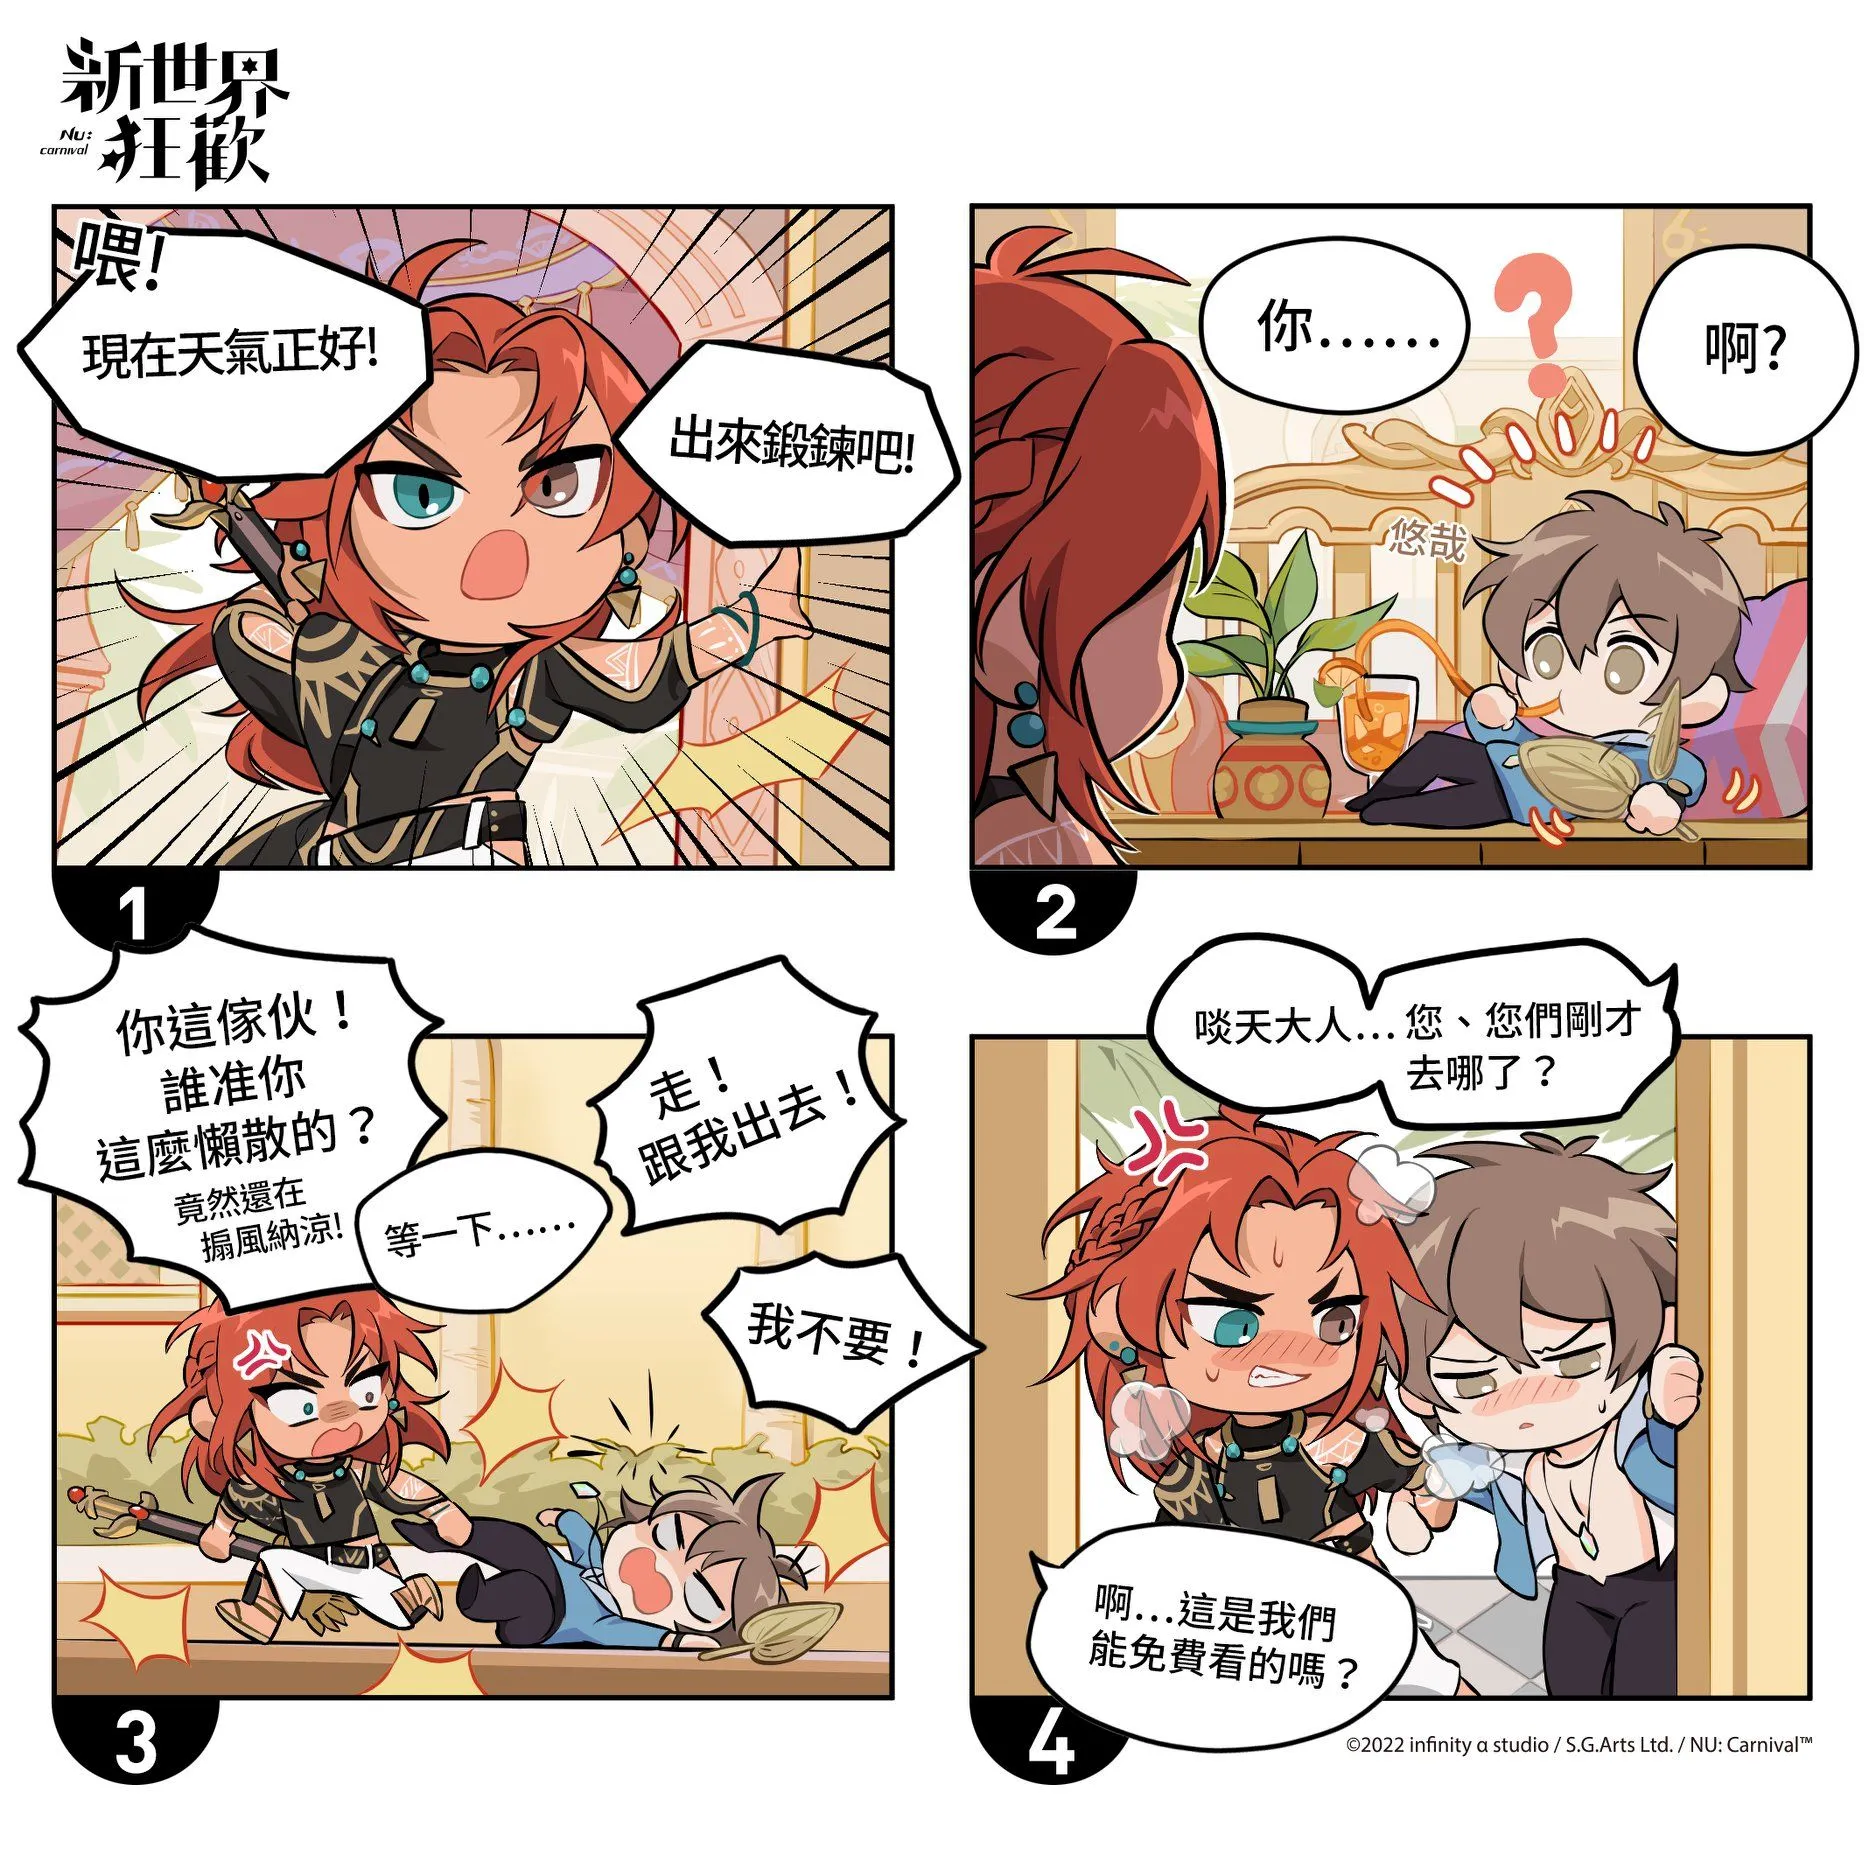 新世界
狂歡
Nu:
carnival
喂!
現在天氣正好!
出來鍛鍊吧!
1
你……
啊?
悠哉
2
你這傢伙！
誰准你
這麼懶散的？
竟然還在
搧風納涼!
走！
跟我出去！
等一下……
我不要！
3
啖天大人…您、您們剛才
去哪了？
啊…這是我們
能免費看的嗎？
4
©2022 infinity α studio / S.G.Arts Ltd. / NU: Carnival™